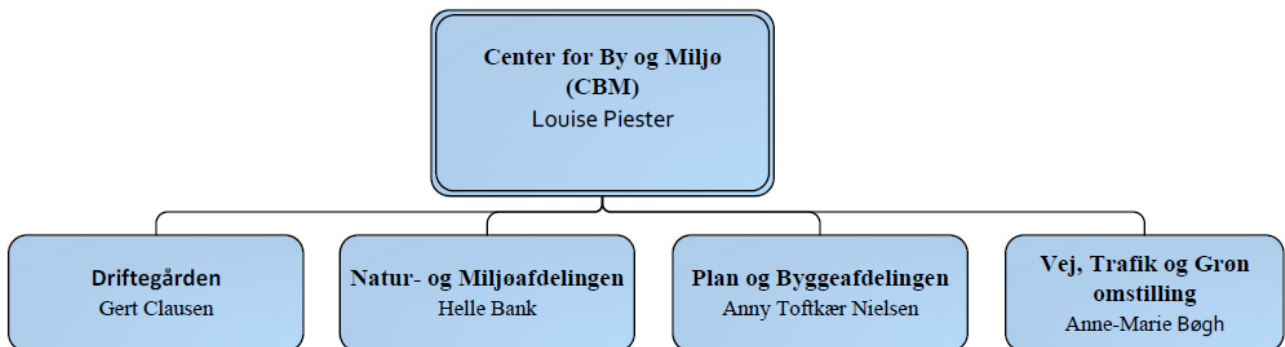 Center for By og Miljø
(CBM)
Louise Piester
Driftegården
Gert Clausen
Natur- og Miljøafdelingen
Helle Bank
Plan og Byggeafdelingen
Anny Toftkær Nielsen
Vej, Trafik og Grøn
omstilling
Anne-Marie Bøgh